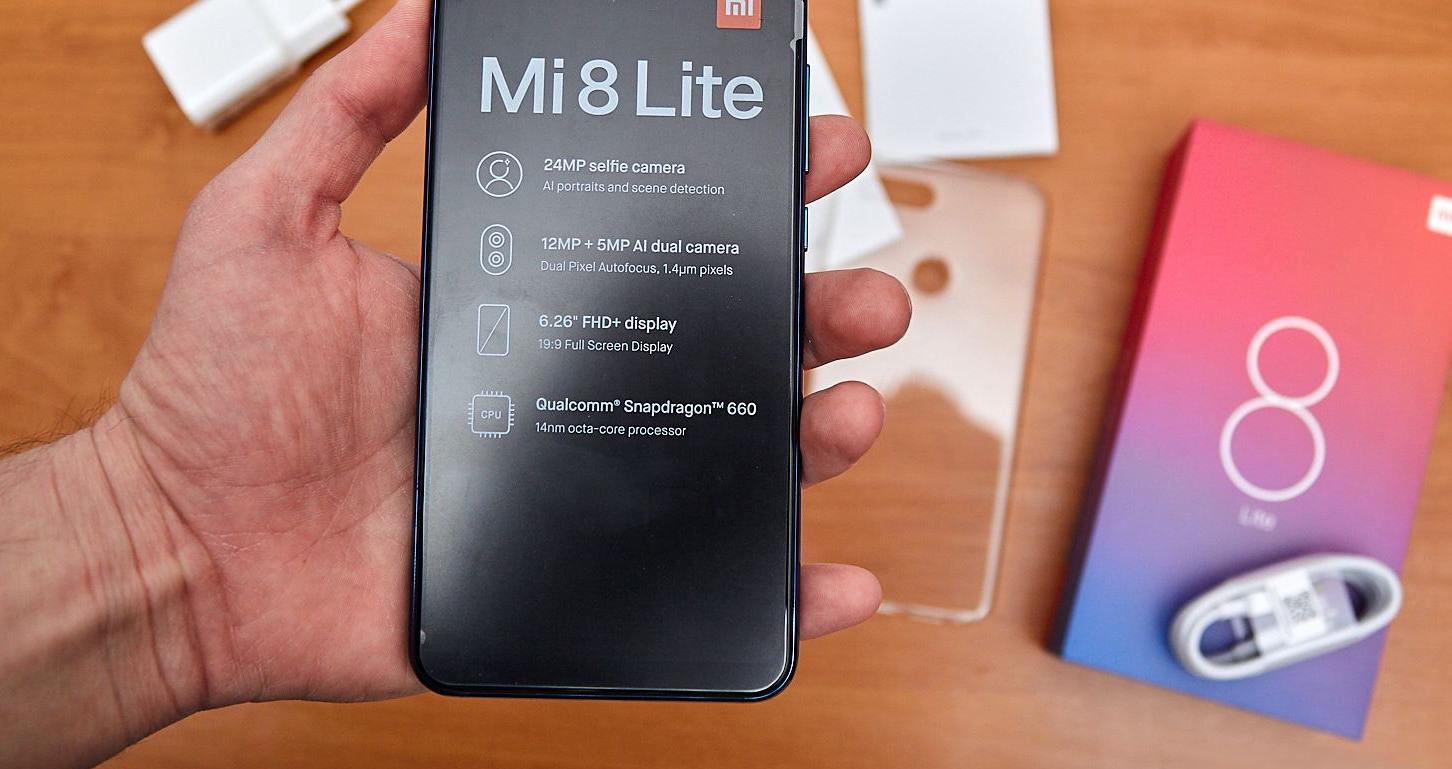 mi
Mi 8 Lite
24MP selfie camera
AI portraits and scene detection
12MP + 5MP AI dual camera
Dual Pixel Autofocus, 1.4µm pixels
6.26" FHD+ display
19:9 Full Screen Display
CPU
Qualcomm® Snapdragon™ 660
14nm octa-core processor
8
Lite